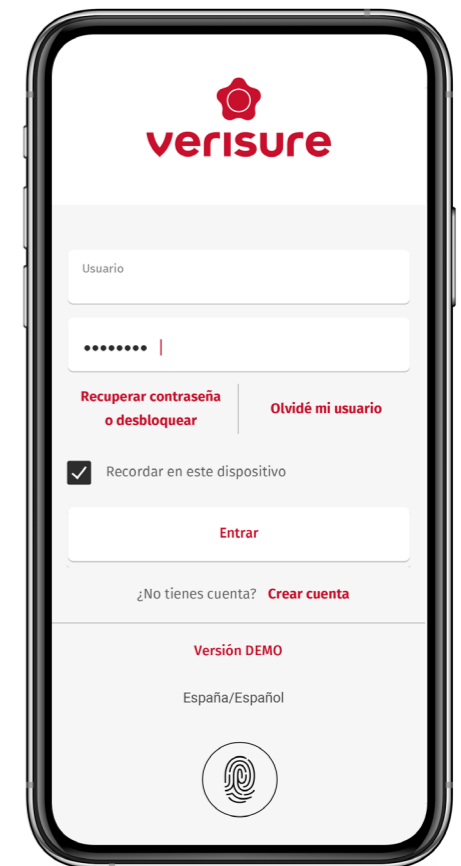 verisure
Usuario
••••••••
Recuperar contraseña
o desbloquear
Olvidé mi usuario
Recordar en este dispositivo
Entrar
¿No tienes cuenta? Crear cuenta
Versión DEMO
España/Español